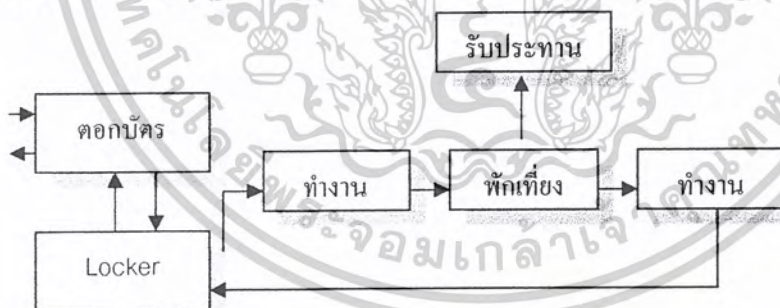 รับประทาน
ตอกบัตร
ทำงาน
พักเที่ยง
ทำงาน
Locker